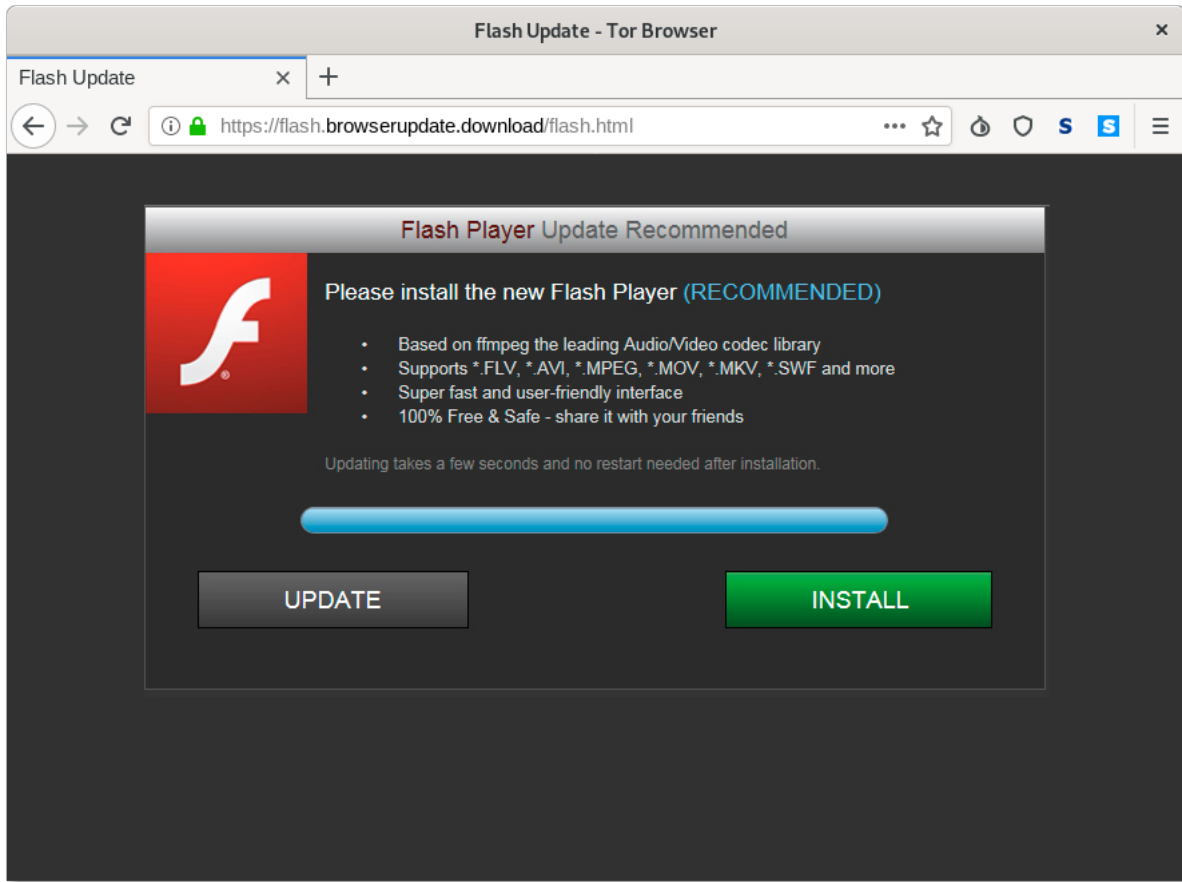 Flash Update - Tor Browser
Flash Update
https://flash.browserupdate.download/flash.html
Flash Player Update Recommended
Please install the new Flash Player (RECOMMENDED)
• Based on ffmpeg the leading Audio/Video codec library
• Supports *.FLV, *.AVI, *.MPEG, *.MOV, *.MKV, *.SWF and more
• Super fast and user-friendly interface
• 100% Free & Safe - share it with your friends
Updating takes a few seconds and no restart needed after installation.
UPDATE INSTALL